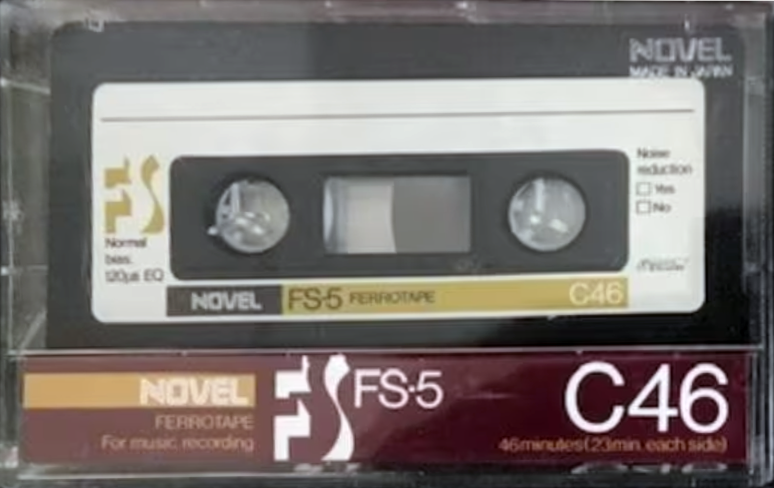 NOVEL
MADE IN JAPAN
Noise
reduction
Yes
No
FS
Normal
bias.
120μs EQ
NOVEL FS-5 FERROTAPE C46
NOVEL
FERROTAPE
For music recording
FS FS-5
C46
46minutes(23min. each side)